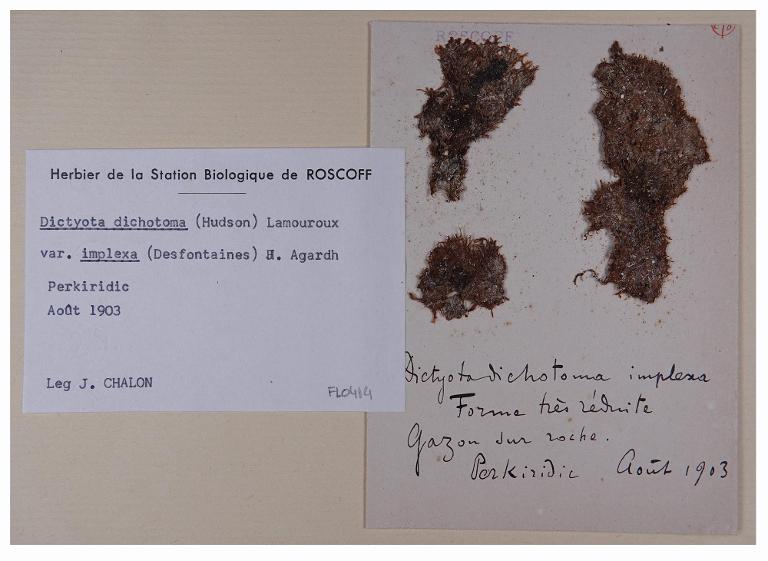 ROSCOFF
Herbier de la Station Biologique de ROSCOFF
Dictyota dichotoma (Hudson) Lamouroux
var. implexa (Desfontaines) H. Agardh
Perkiridic
Août 1903
Leg J. CHALON
FLO414
Dictyota dichotoma implexa
Forme très réduite
Gazon sur roche.
Perkiridic Août 1903